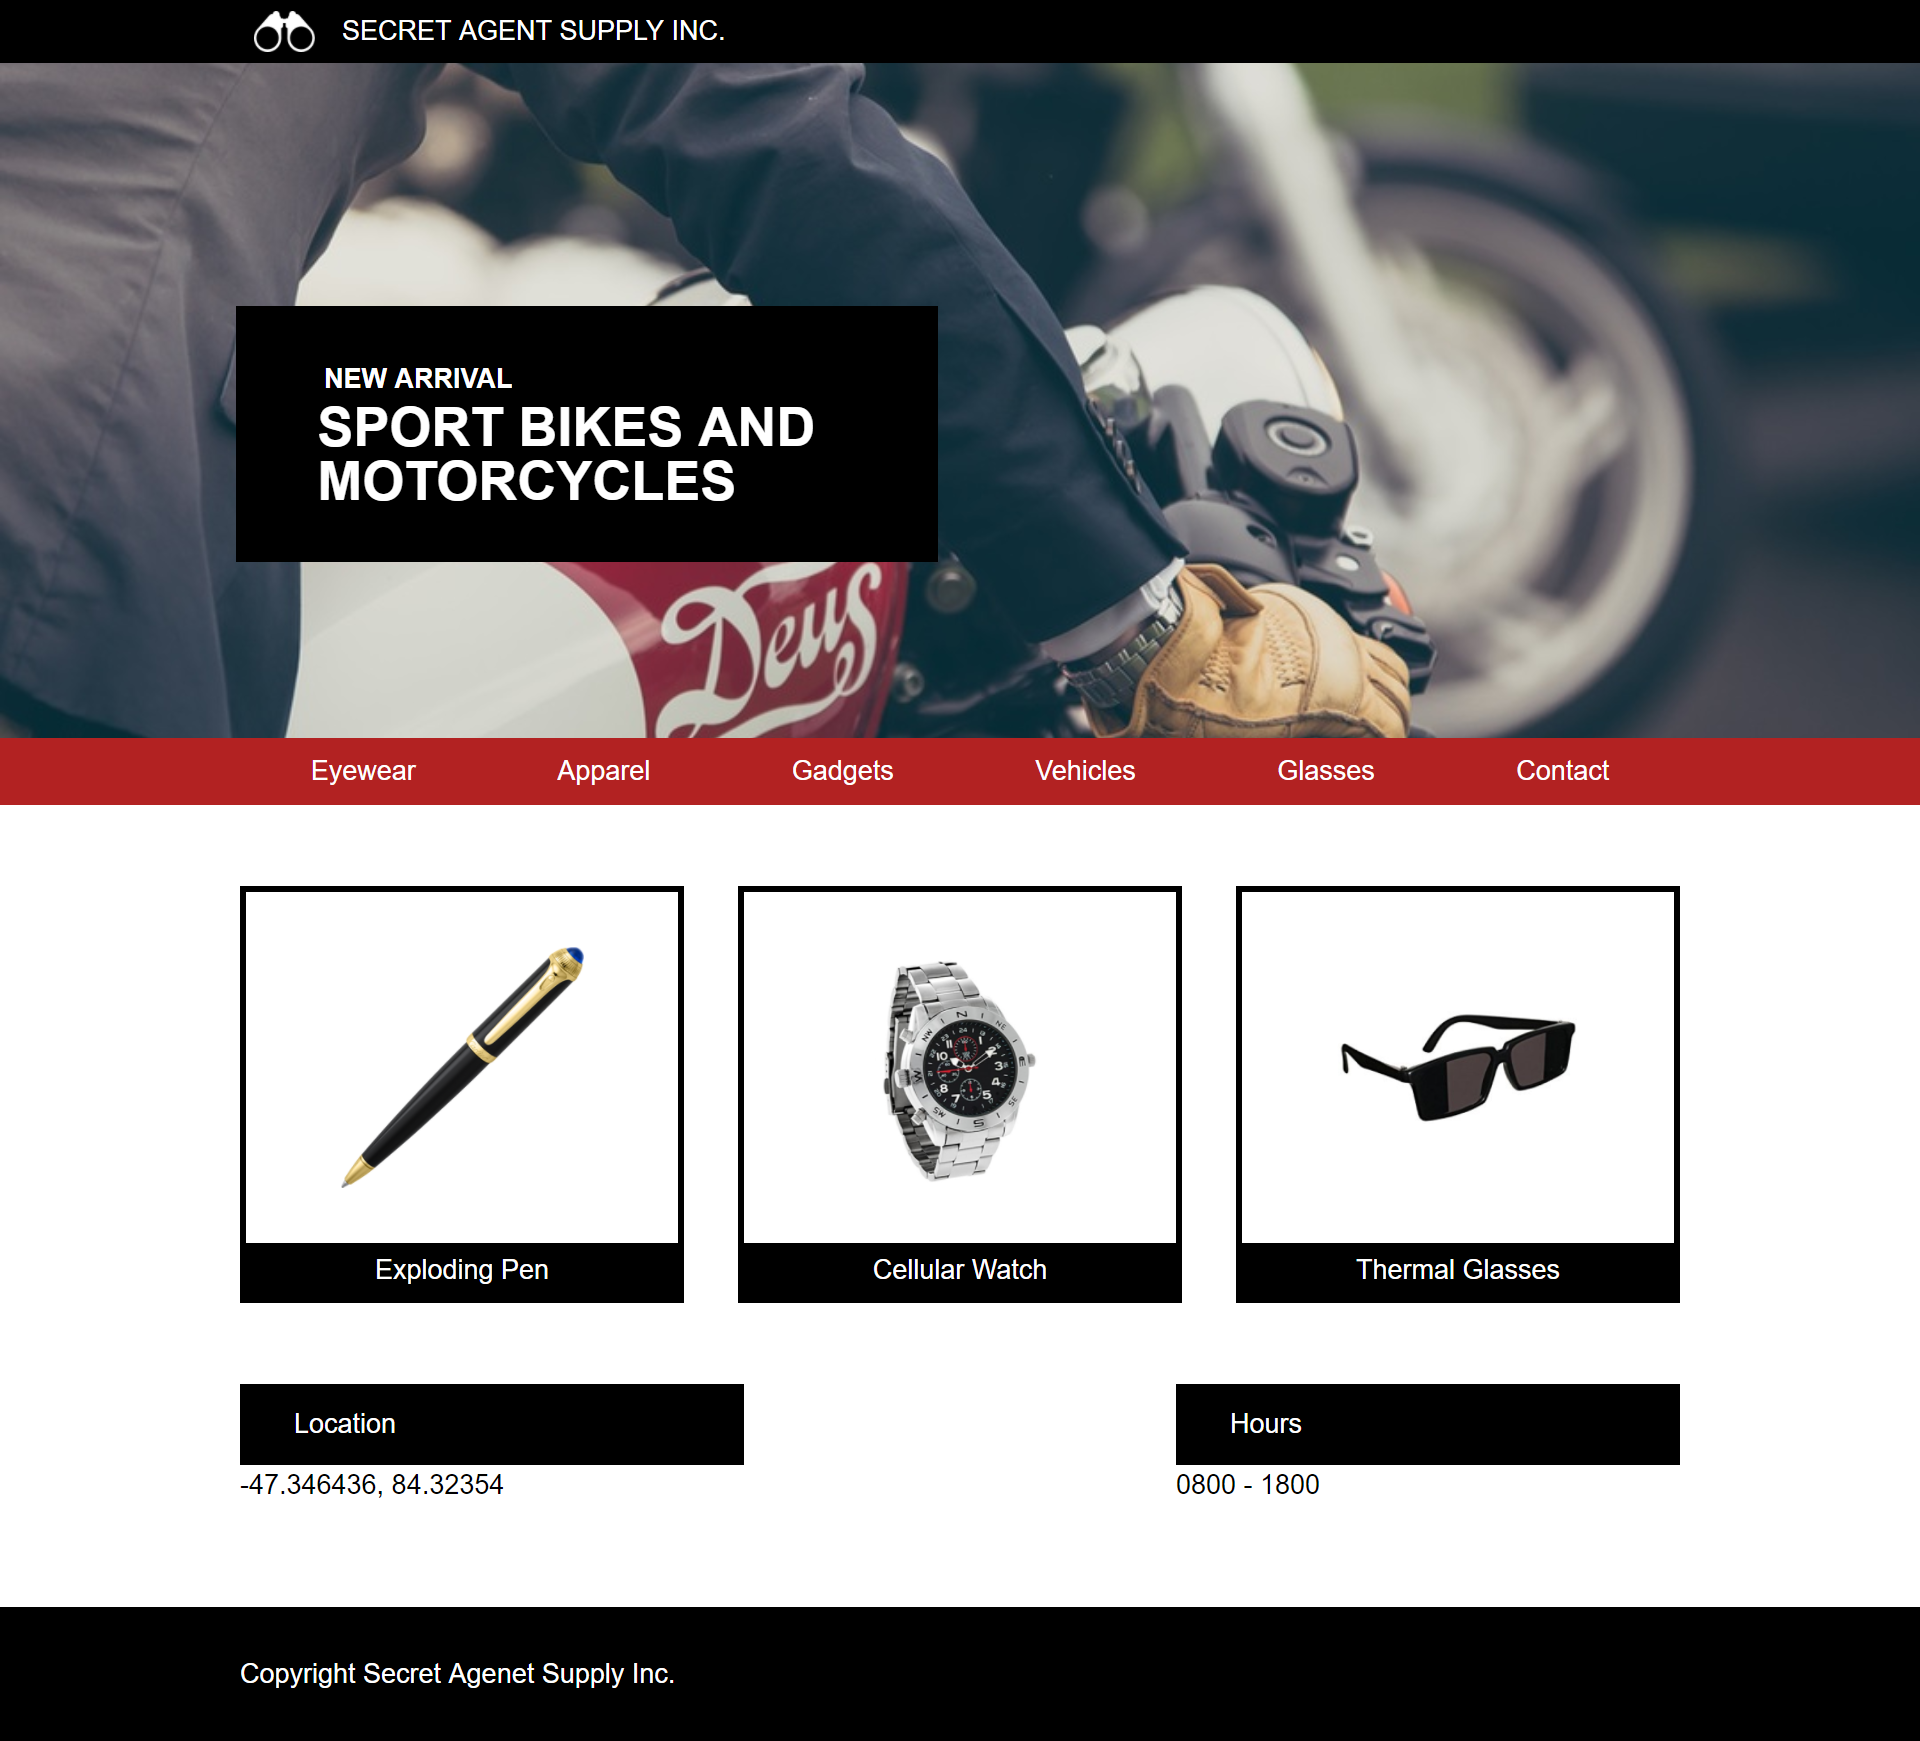 SECRET AGENT SUPPLY INC.
NEW ARRIVAL
SPORT BIKES AND
MOTORCYCLES
Deus
Eyewear Apparel Gadgets Vehicles Glasses Contact
Exploding Pen Cellular Watch Thermal Glasses
Location Hours
-47.346436, 84.32354 0800 - 1800
Copyright Secret Agenet Supply Inc.